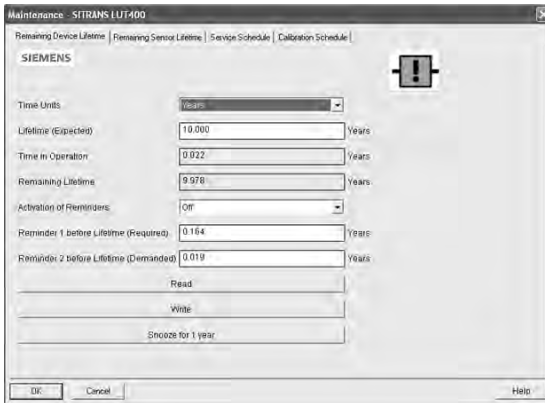 Maintenance - SITRANS LUT400
Remaining Device Lifetime Remaining Sensor Lifetime Service Schedule Calibration Schedule
SIEMENS
!
Time Units Years
Lifetime (Expected) 10.000 Years
Time in Operation 0.022 Years
Remaining Lifetime 9.978 Years
Activation of Reminders Off
Reminder 1 before Lifetime (Required) 0.164 Years
Reminder 2 before Lifetime (Demanded) 0.019 Years
Read
Write
Snooze for 1 year
OK Cancel Help